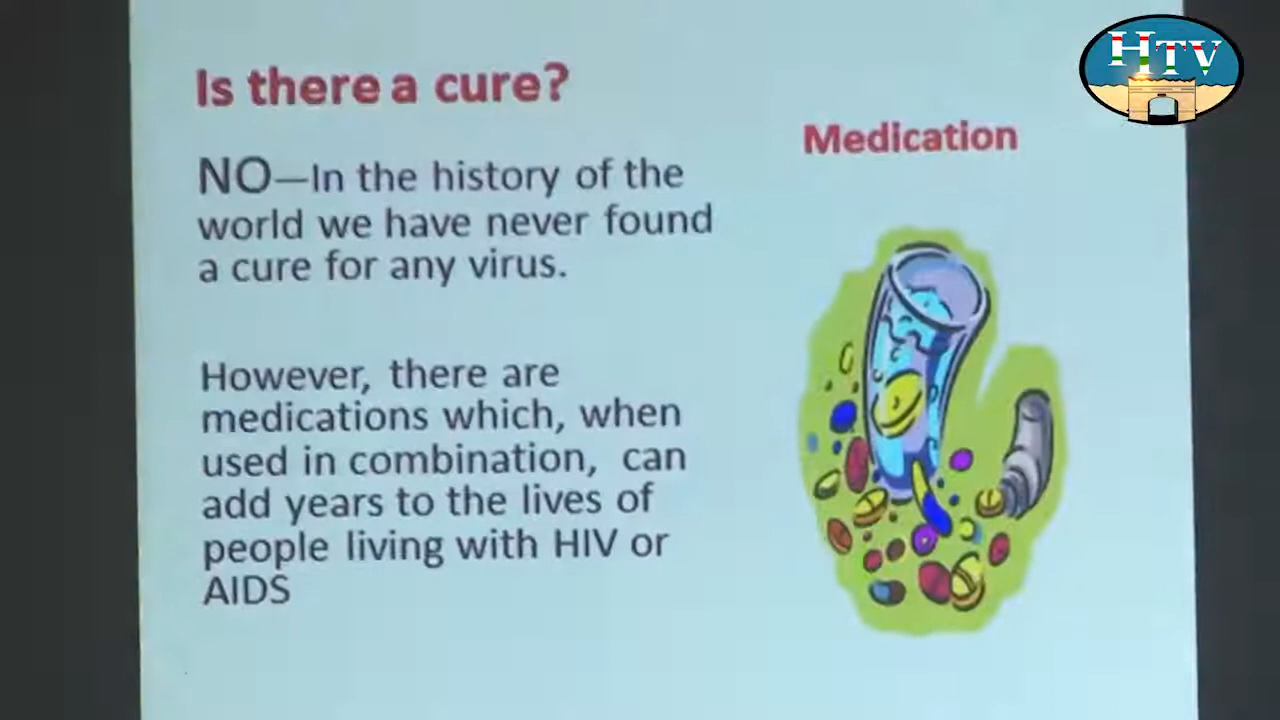 HTV
Is there a cure?
Medication
NO—In the history of the
world we have never found
a cure for any virus.
However, there are
medications which, when
used in combination, can
add years to the lives of
people living with HIV or
AIDS